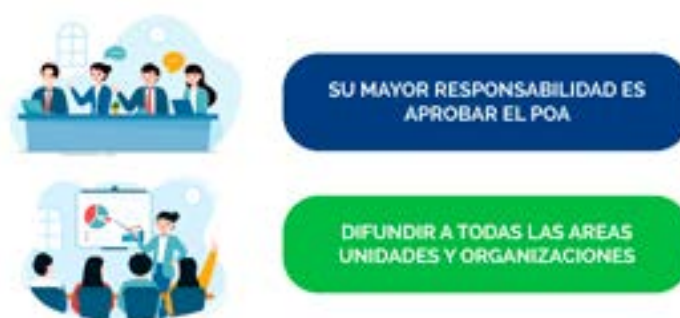 SU MAYOR RESPONSABILIDAD ES
APROBAR EL POA
DIFUNDIR A TODAS LAS AREAS
UNIDADES Y ORGANIZACIONES